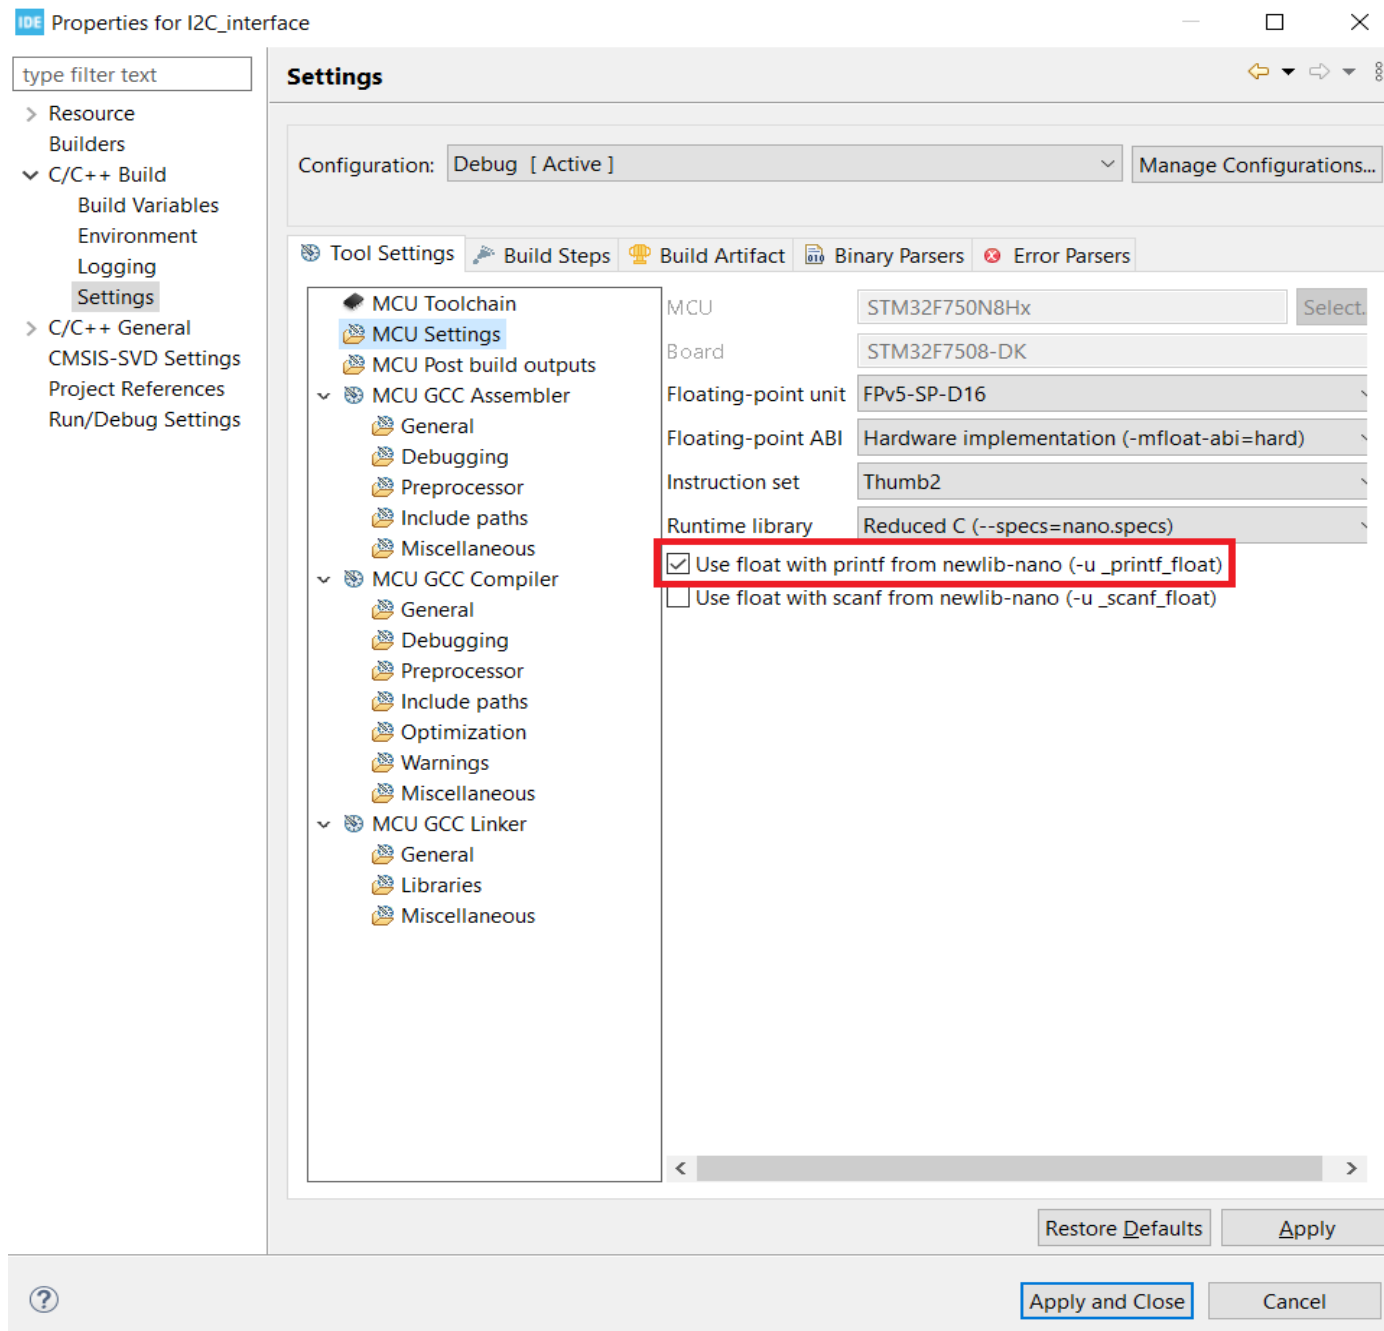 IDE Properties for I2C_interface
type filter text
Resource
Builders
C/C++ Build
Build Variables
Environment
Logging
Settings
C/C++ General
CMSIS-SVD Settings
Project References
Run/Debug Settings
Settings
Configuration: Debug [ Active ] Manage Configurations...
Tool Settings Build Steps Build Artifact Binary Parsers Error Parsers
MCU Toolchain
MCU Settings
MCU Post build outputs
MCU GCC Assembler
General
Debugging
Preprocessor
Include paths
Miscellaneous
MCU GCC Compiler
General
Debugging
Preprocessor
Include paths
Optimization
Warnings
Miscellaneous
MCU GCC Linker
General
Libraries
Miscellaneous
MCU STM32F750N8Hx Select.
Board STM32F7508-DK
Floating-point unit FPv5-SP-D16
Floating-point ABI Hardware implementation (-mfloat-abi=hard)
Instruction set Thumb2
Runtime library Reduced C (--specs=nano.specs)
Use float with printf from newlib-nano (-u _printf_float)
Use float with scanf from newlib-nano (-u _scanf_float)
Restore Defaults Apply
? Apply and Close Cancel